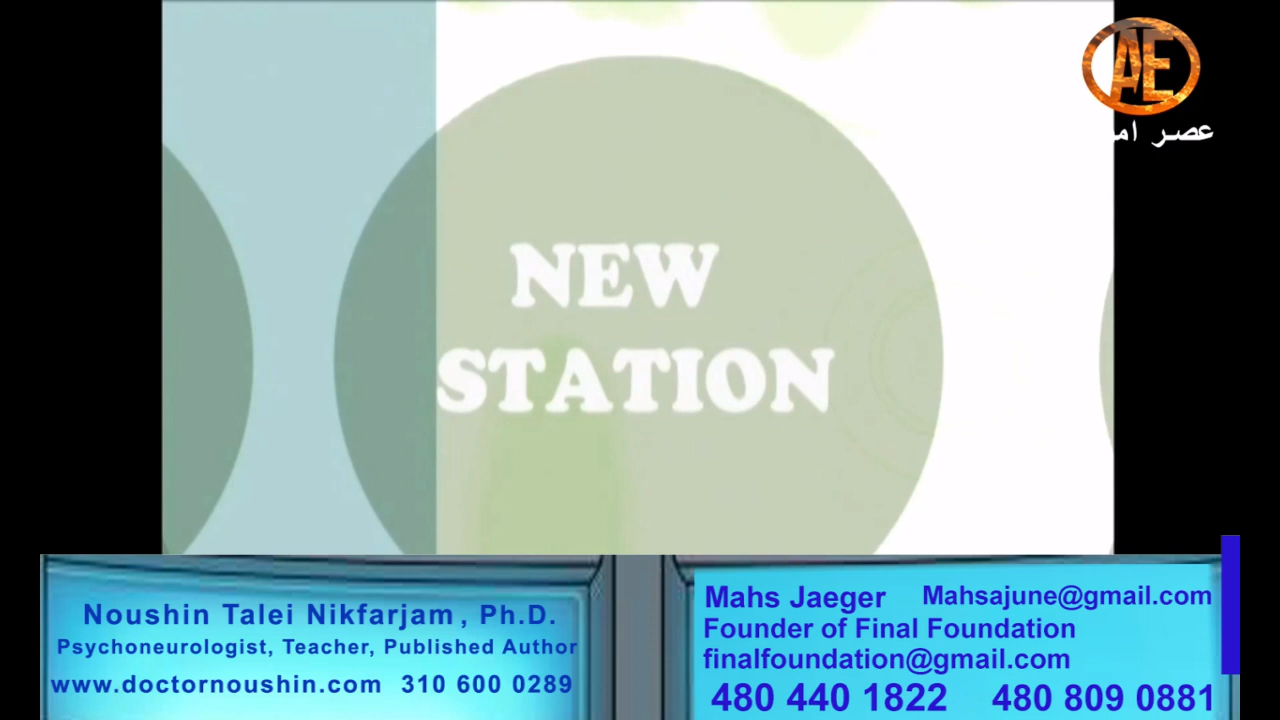 AE
عصر
NEW
STATION
Noushin Talei Nikfarjam, Ph.D.
Psychoneurologist, Teacher, Published Author
www.doctornoushin.com 310 600 0289
Mahs Jaeger Mahsajune@gmail.com
Founder of Final Foundation
finalfoundation@gmail.com
480 440 1822 480 809 0881